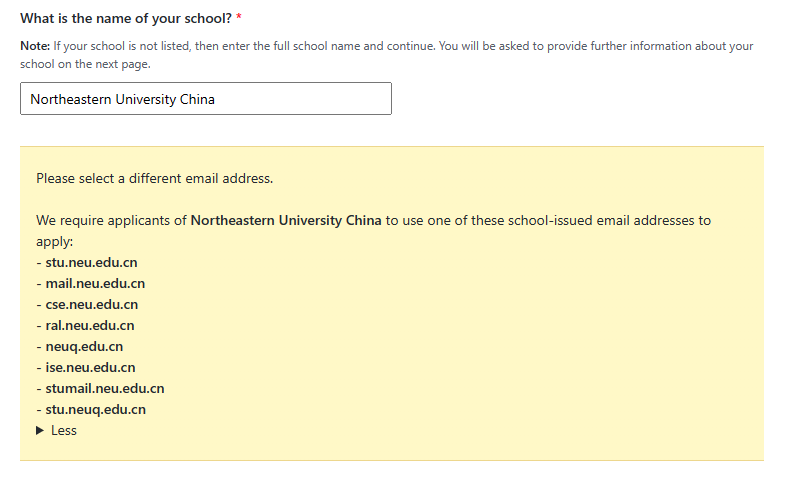 What is the name of your school? *
Note: If your school is not listed, then enter the full school name and continue. You will be asked to provide further information about your
school on the next page.
Northeastern University China
Please select a different email address.
We require applicants of Northeastern University China to use one of these school-issued email addresses to
apply:
- stu.neu.edu.cn
- mail.neu.edu.cn
- cse.neu.edu.cn
- ral.neu.edu.cn
- neuq.edu.cn
- ise.neu.edu.cn
- stumail.neu.edu.cn
- stu.neuq.edu.cn
▶ Less